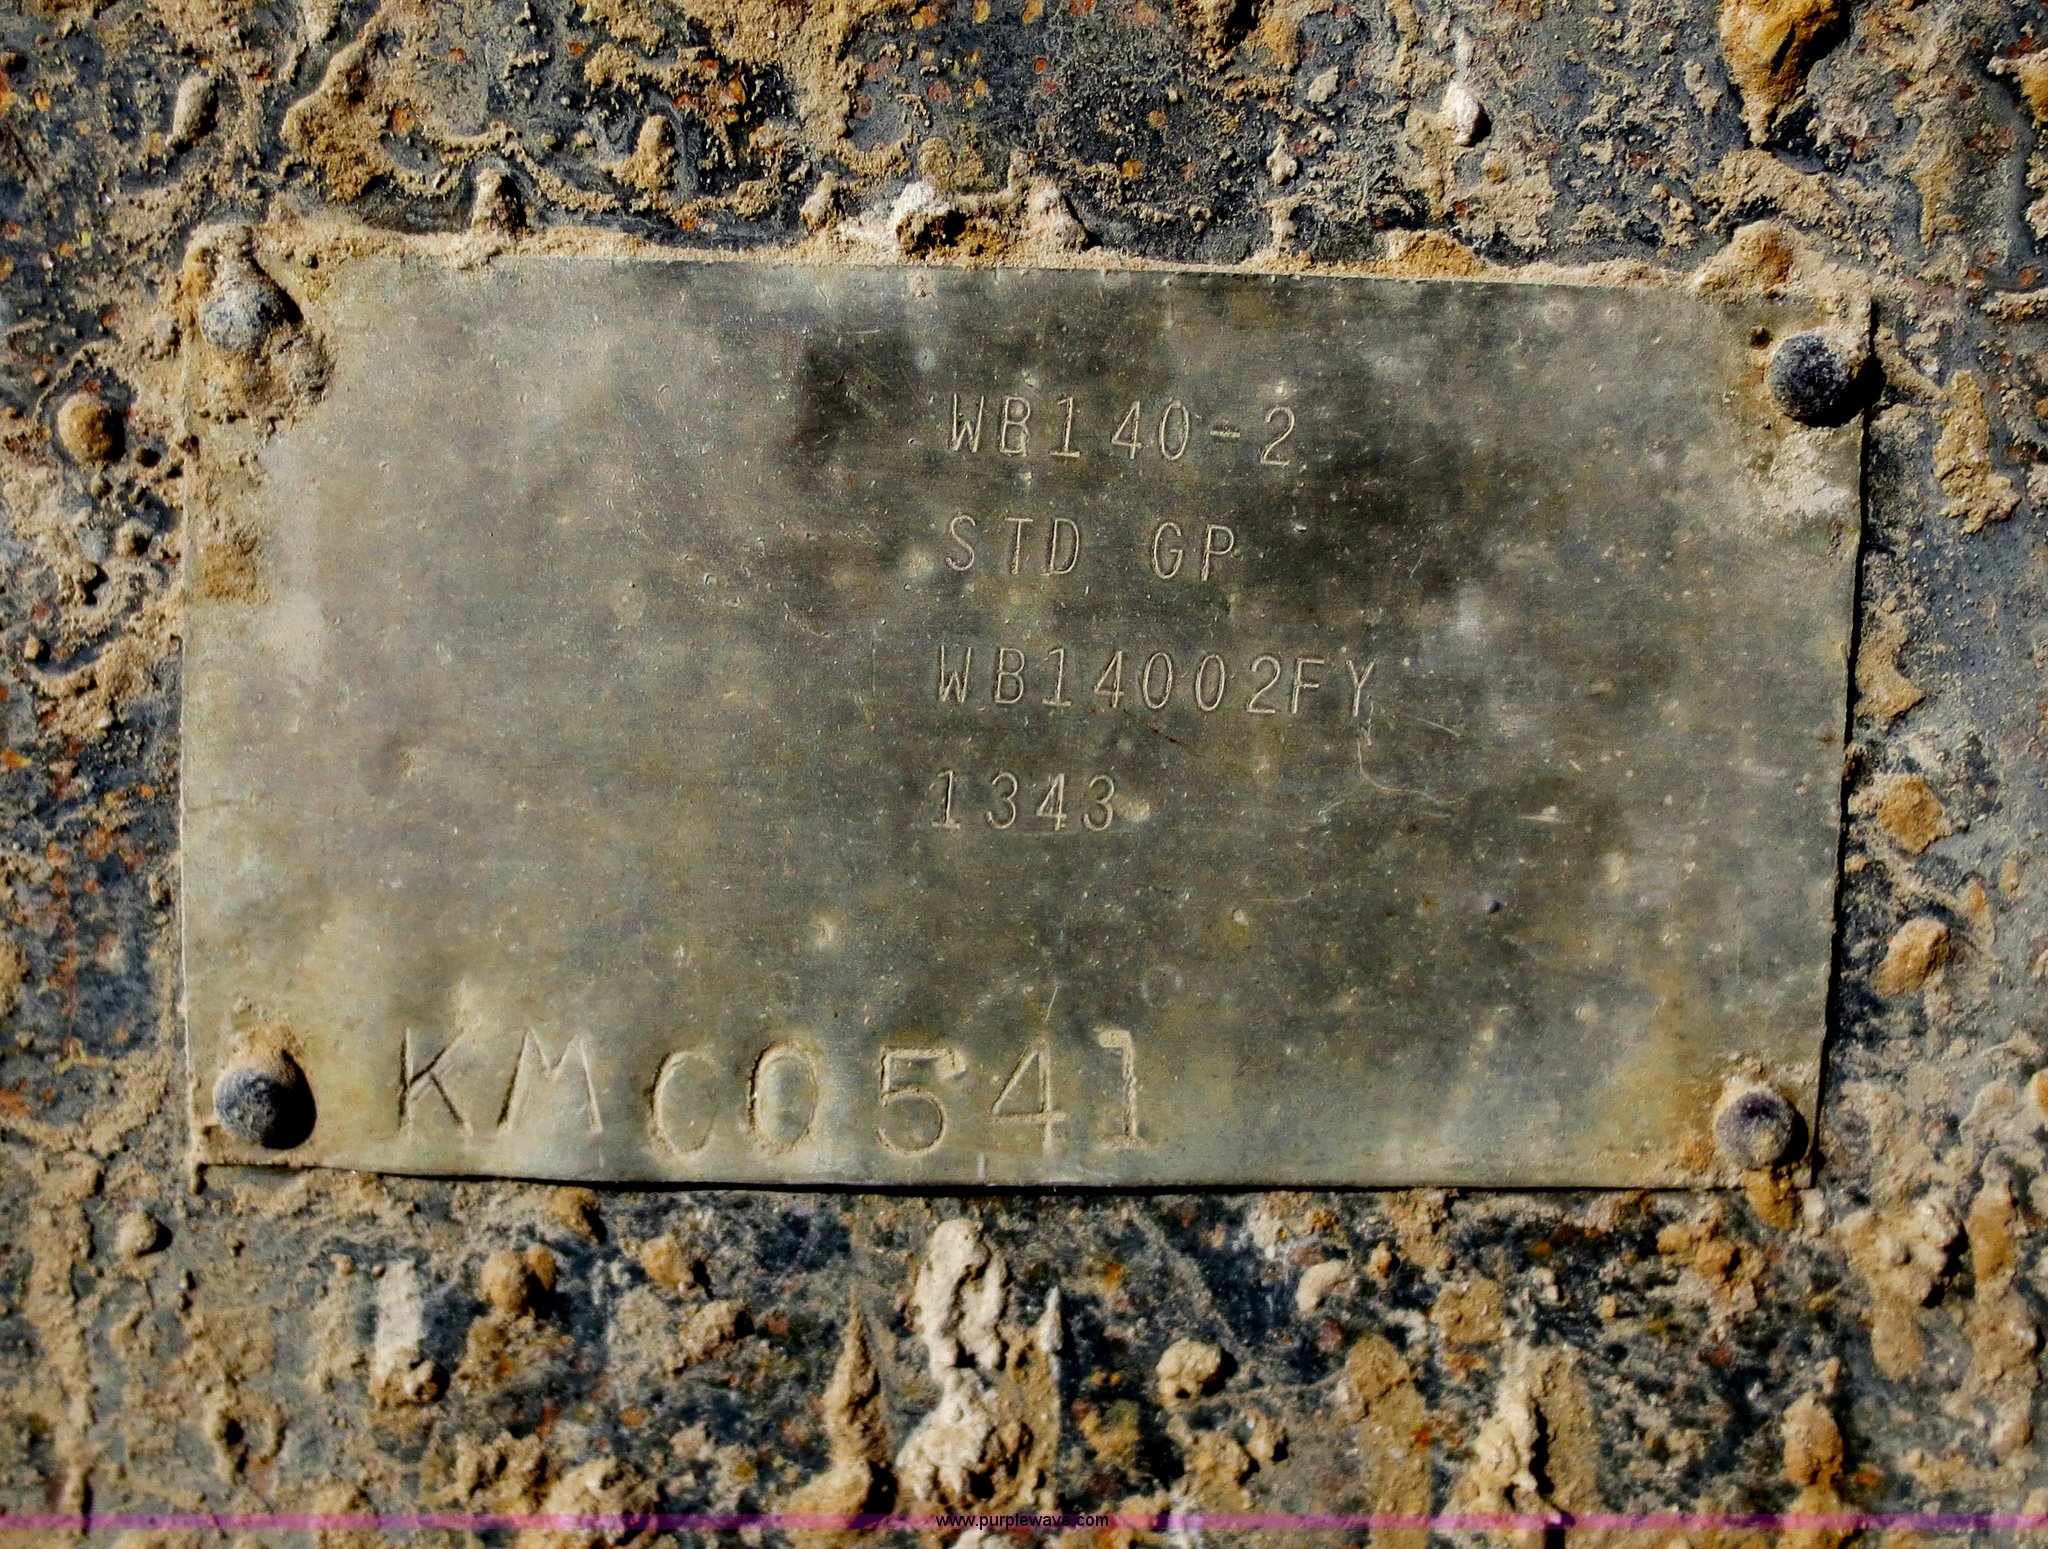 WB140-2
STD GP
WB14002FY
1343
KMC0541
www.purplewave.com